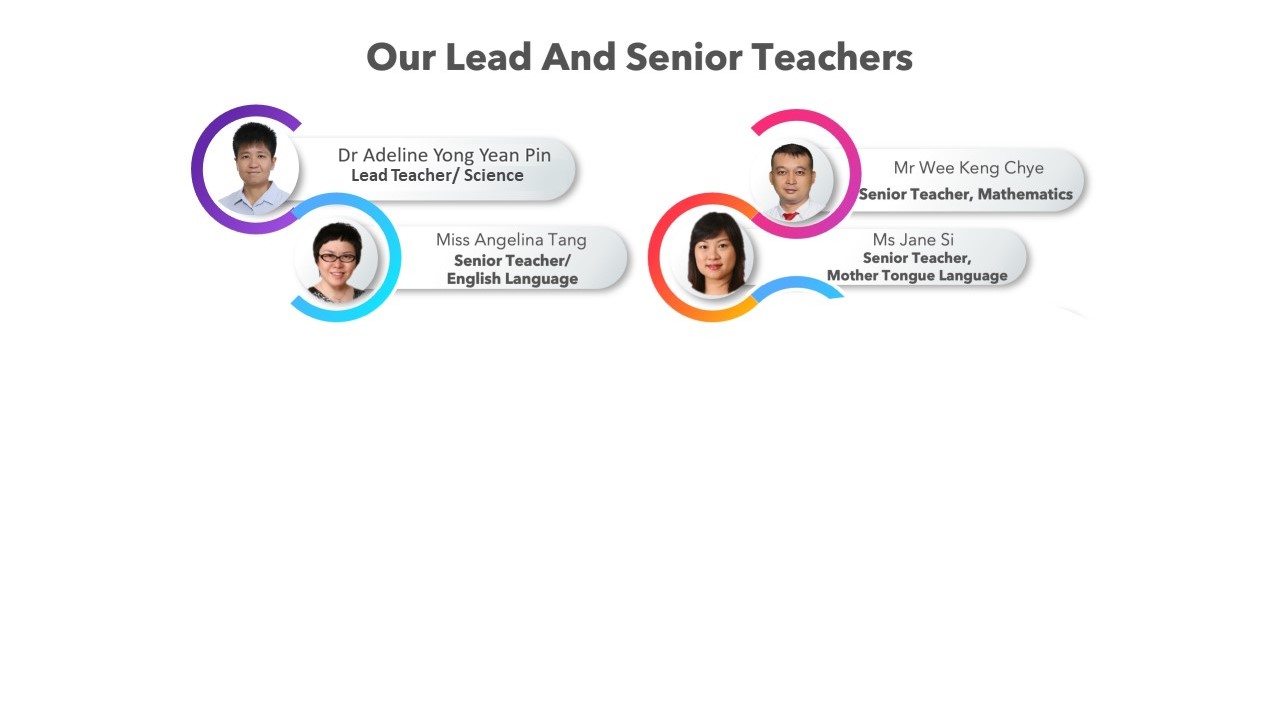 Our Lead And Senior Teachers
Dr Adeline Yong Yean Pin
Lead Teacher/ Science
Miss Angelina Tang
Senior Teacher/
English Language
Mr Wee Keng Chye
Senior Teacher, Mathematics
Ms Jane Si
Senior Teacher,
Mother Tongue Language